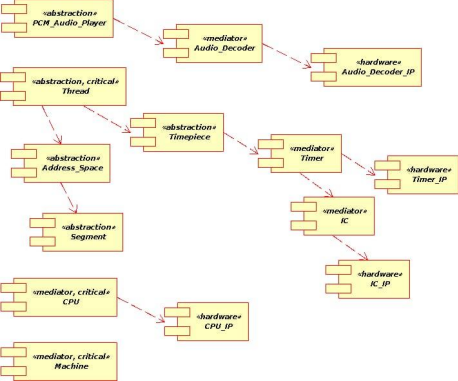 «abstraction»
PCM_Audio_Player
«mediator»
Audio_Decoder
«hardware»
Audio_Decoder_IP
«abstraction, critical»
Thread
«abstraction»
Timepiece
«mediator»
Timer
«hardware»
Timer_IP
«abstraction»
Address_Space
«mediator»
IC
«abstraction»
Segment
«hardware»
IC_IP
«mediator, critical»
CPU
«hardware»
CPU_IP
«mediator, critical»
Machine